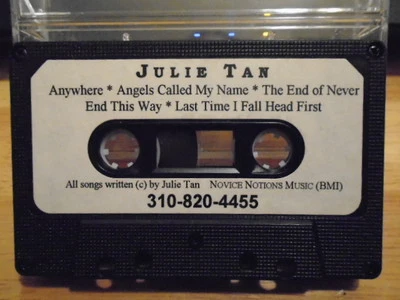 JULIE TAN
Anywhere * Angels Called My Name * The End of Never
End This Way * Last Time I Fall Head First
All songs written (c) by Julie Tan NOVICE NOTIONS MUSIC (BMI)
310-820-4455